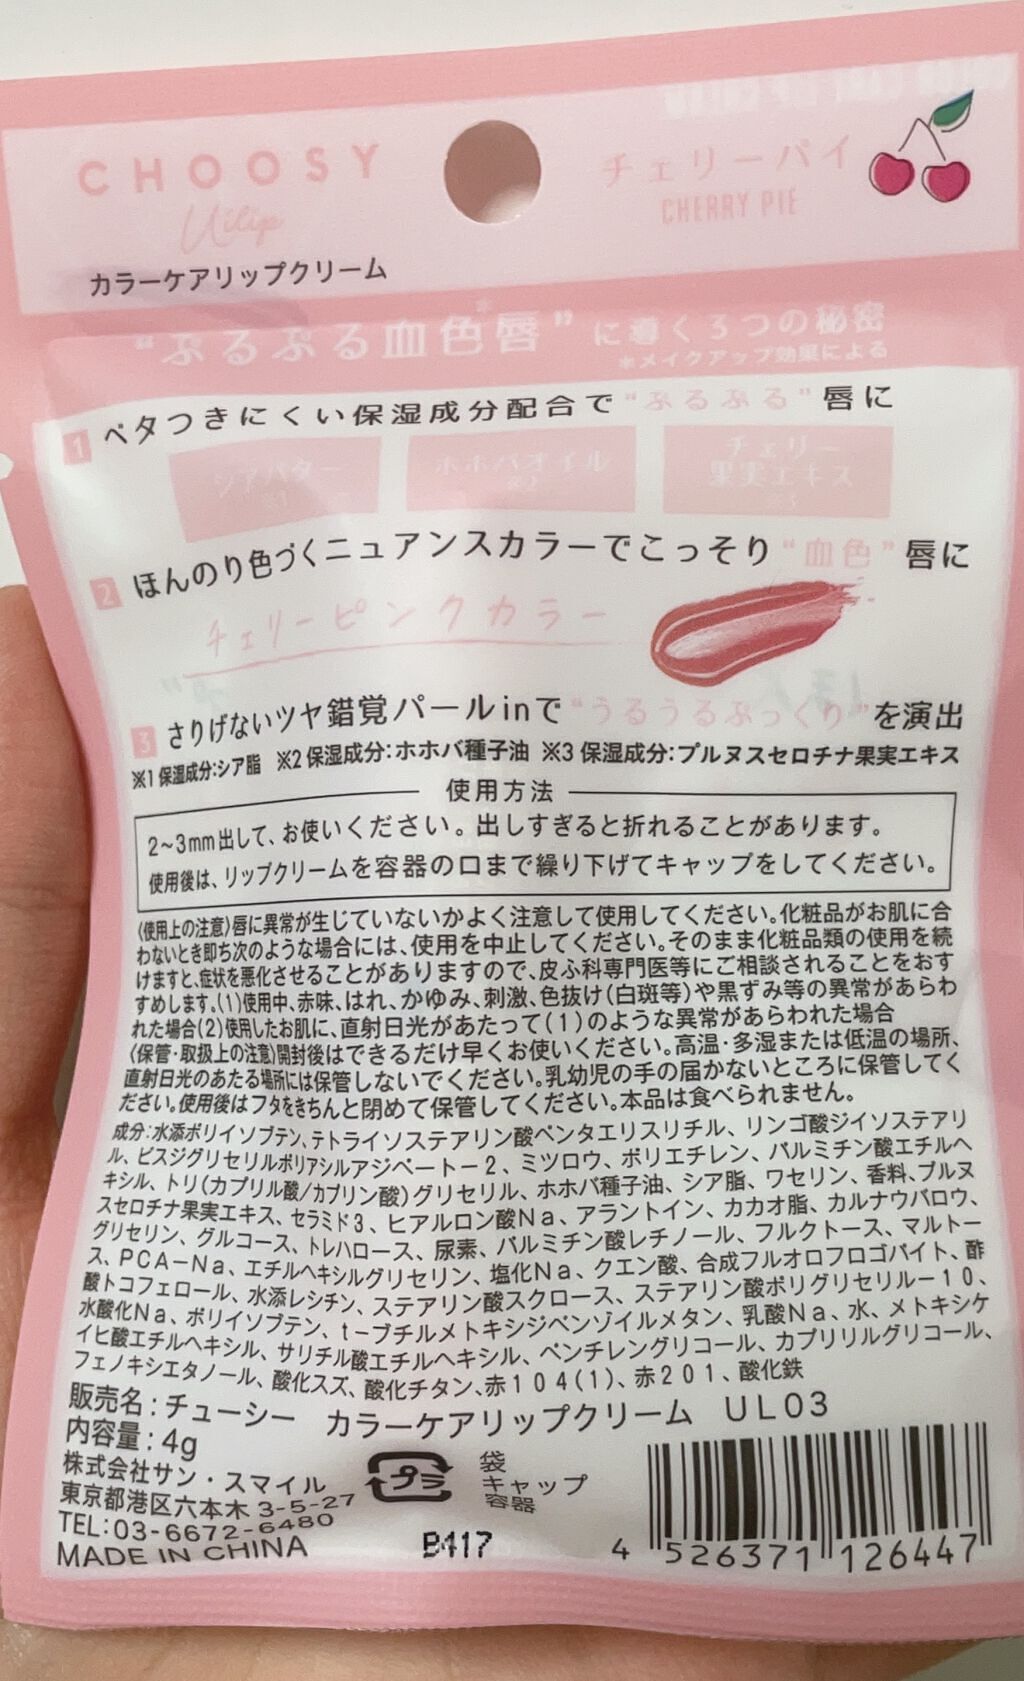 CHOOSY
Ulilip
カラーケアリップクリーム
チェリーパイ
CHERRY PIE
“ぷるぷる血色*唇”に導く3つの秘密
*メイクアップ効果による
1 ベタつきにくい保湿成分配合で“ぷるぷる”唇に
シアバター
※1
ホホバオイル
※2
チェリー
果実エキス
※3
2 ほんのり色づくニュアンスカラーでこっそり“血色”唇に
チェリーピンクカラー
3 さりげないツヤ錯覚パールinで“うるうるぷっくり”を演出
※1 保湿成分:シア脂 ※2 保湿成分:ホホバ種子油 ※3 保湿成分:プルヌスセロチナ果実エキス
使用方法
2~3mm出して、お使いください。出しすぎると折れることがあります。
使用後は、リップクリームを容器の口まで繰り下げてキャップをしてください。
〈使用上の注意〉唇に異常が生じていないかよく注意して使用してください。化粧品がお肌に合
わないとき即ち次のような場合には、使用を中止してください。そのまま化粧品類の使用を続
けますと、症状を悪化させることがありますので、皮ふ科専門医等にご相談されることをおす
すめします。(1)使用中、赤味、はれ、かゆみ、刺激、色抜け(白斑等)や黒ずみ等の異常があらわ
れた場合(2)使用したお肌に、直射日光があたって(1)のような異常があらわれた場合
〈保管・取扱上の注意〉開封後はできるだけ早くお使いください。高温・多湿または低温の場所、
直射日光のあたる場所には保管しないでください。乳幼児の手の届かないところに保管してく
ださい。使用後はフタをきちんと閉めて保管してください。本品は食べられません。
成分:水添ポリイソブテン、テトライソステアリン酸ペンタエリスリチル、リンゴ酸ジイソステアリ
ル、ビスジグリセリルポリアシルアジペート-2、ミツロウ、ポリエチレン、パルミチン酸エチルヘ
キシル、トリ(カプリル酸/カプリン酸)グリセリル、ホホバ種子油、シア脂、ワセリン、香料、プルヌ
スセロチナ果実エキス、セラミド3、ヒアルロン酸Na、アラントイン、カカオ脂、カルナウバロウ、
グリセリン、グルコース、トレハロース、尿素、パルミチン酸レチノール、フルクトース、マルトー
ス、PCA-Na、エチルヘキシルグリセリン、塩化Na、クエン酸、合成フルオロフロゴパイト、酢
酸トコフェロール、水添レシチン、ステアリン酸スクロース、ステアリン酸ポリグリセリル-10、
水酸化Na、ポリイソブテン、t-ブチルメトキシジベンゾイルメタン、乳酸Na、水、メトキシケ
イヒ酸エチルヘキシル、サリチル酸エチルヘキシル、ペンチレングリコール、カプリリルグリコール、
フェノキシエタノール、酸化スズ、酸化チタン、赤104(1)、赤201、酸化鉄
販売名:チューシー カラーケアリップクリーム UL03
内容量:4g
株式会社サン・スマイル
東京都港区六本木 3-5-27
TEL:03-6672-6480
MADE IN CHINA
プラ
袋
キャップ
容器
B417
4 526371 126447